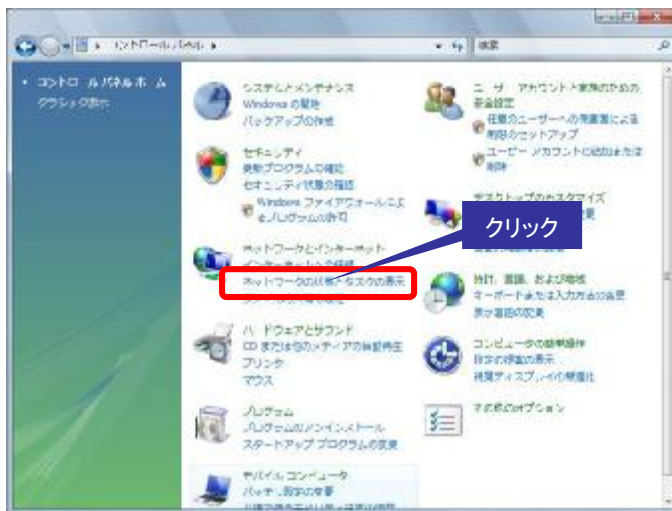 コントロール パネル
検索
コントロール パネル ホーム
クラシック表示
システムとメンテナンス
Windows の開始
バックアップの作成
セキュリティ
更新プログラムの確認
セキュリティ状態の確認
Windows ファイアウォールによ
るプログラムの許可
ネットワークとインターネット
インターネットへの接続
ネットワークの状態とタスクの表示
ハードウェアとサウンド
CD または他のメディアの自動再生
プリンタ
マウス
プログラム
プログラムのアンインストール
スタートアップ プログラムの変更
モバイル コンピュータ
バッテリ設定の変更
ユーザー アカウントと家族のための
安全設定
任意のユーザーへの保護者による
制限のセットアップ
ユーザー アカウントの追加または
削除
デスクトップのカスタマイズ
クリック
時計、言語、および地域
キーボードまたは入力方法の変更
表示言語の変更
コンピュータの簡単操作
設定の提案の表示
視覚ディスプレイの最適化
その他のオプション